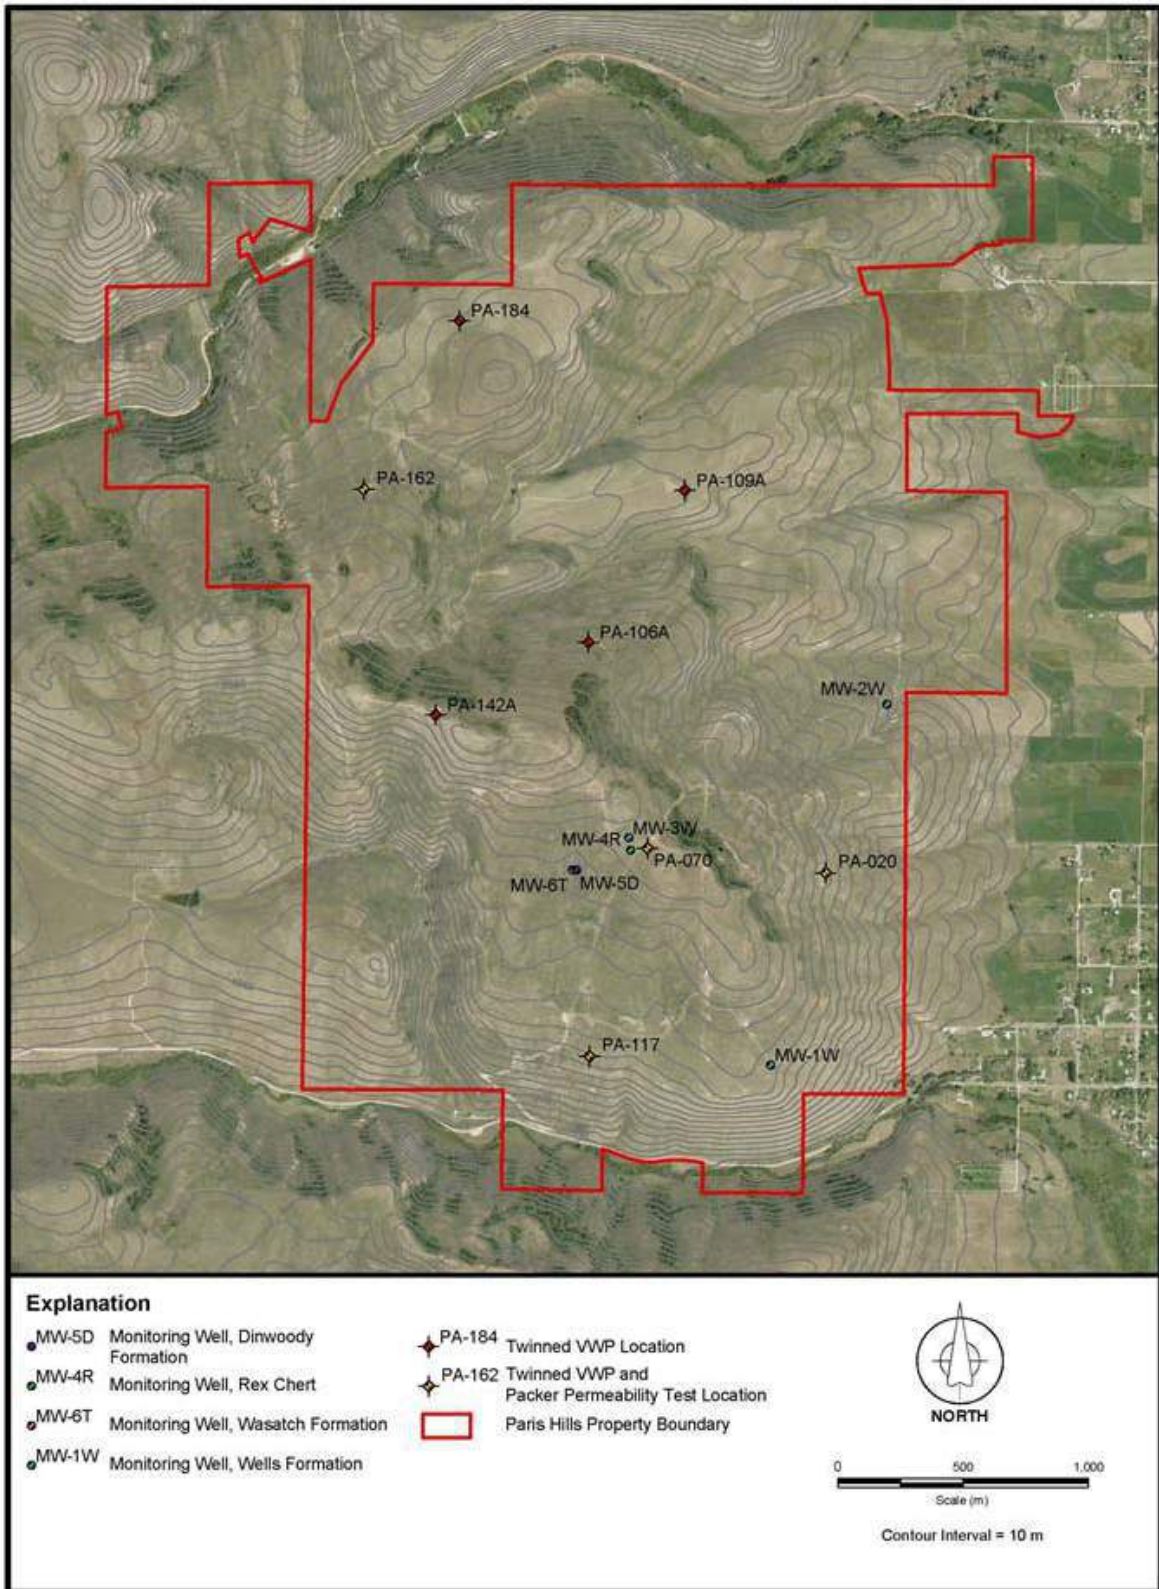 PA-184
PA-162
PA-109A
PA-106A
PA-142A
MW-2W
MW-3W
MW-4R
PA-070
PA-020
MW-6T
MW-5D
PA-117
MW-1W
Explanation
MW-5D Monitoring Well, Dinwoody
Formation
MW-4R Monitoring Well, Rex Chert
MW-6T Monitoring Well, Wasatch Formation
MW-1W Monitoring Well, Wells Formation
PA-184 Twinned VWP Location
PA-162 Twinned VWP and
Packer Permeability Test Location
Paris Hills Property Boundary
NORTH
0 500 1,000
Scale (m)
Contour Interval = 10 m